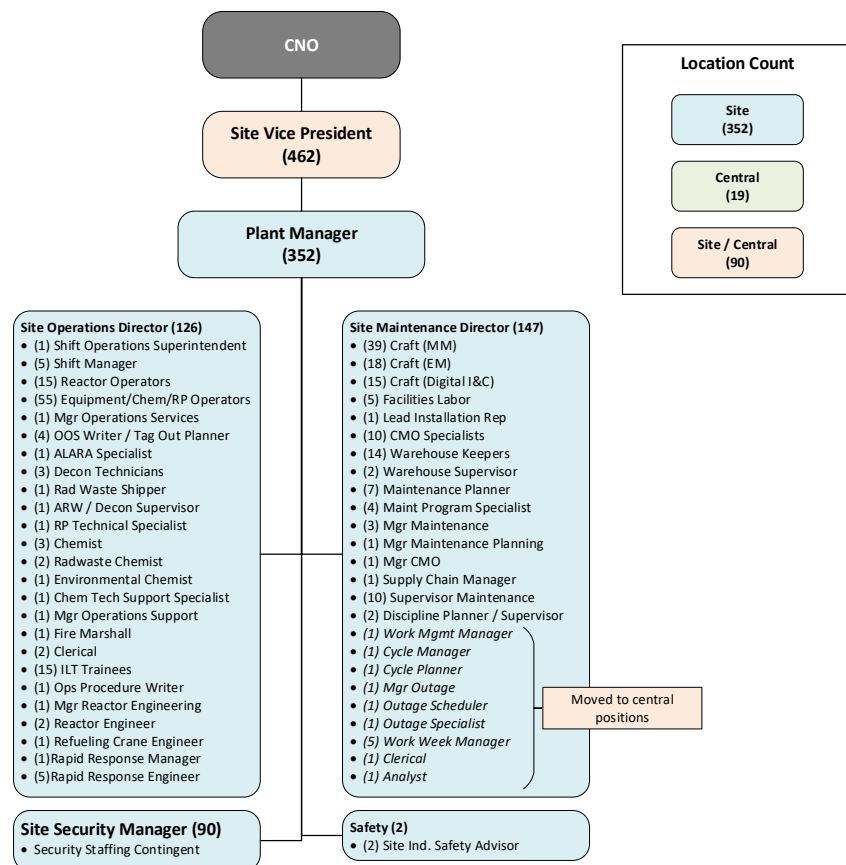 CNO
Site Vice President
(462)
Plant Manager
(352)
Location Count
Site
(352)
Central
(19)
Site / Central
(90)
Site Operations Director (126)
• (1) Shift Operations Superintendent
• (5) Shift Manager
• (15) Reactor Operators
• (55) Equipment/Chem/RP Operators
• (1) Mgr Operations Services
• (4) OOS Writer / Tag Out Planner
• (1) ALARA Specialist
• (3) Decon Technicians
• (1) Rad Waste Shipper
• (1) ARW / Decon Supervisor
• (1) RP Technical Specialist
• (3) Chemist
• (2) Radwaste Chemist
• (1) Environmental Chemist
• (1) Chem Tech Support Specialist
• (1) Mgr Operations Support
• (1) Fire Marshall
• (2) Clerical
• (15) ILT Trainees
• (1) Ops Procedure Writer
• (1) Mgr Reactor Engineering
• (2) Reactor Engineer
• (1) Refueling Crane Engineer
• (1)Rapid Response Manager
• (5)Rapid Response Engineer
Site Maintenance Director (147)
• (39) Craft (MM)
• (18) Craft (EM)
• (15) Craft (Digital I&C)
• (5) Facilities Labor
• (1) Lead Installation Rep
• (10) CMO Specialists
• (14) Warehouse Keepers
• (2) Warehouse Supervisor
• (7) Maintenance Planner
• (4) Maint Program Specialist
• (3) Mgr Maintenance
• (1) Mgr Maintenance Planning
• (1) Mgr CMO
• (1) Supply Chain Manager
• (10) Supervisor Maintenance
• (2) Discipline Planner / Supervisor
• (1) Work Mgmt Manager
• (1) Cycle Manager
• (1) Cycle Planner
• (1) Mgr Outage
• (1) Outage Scheduler
• (1) Outage Specialist
• (5) Work Week Manager
• (1) Clerical
• (1) Analyst
Moved to central
positions
Site Security Manager (90)
• Security Staffing Contingent
Safety (2)
• (2) Site Ind. Safety Advisor